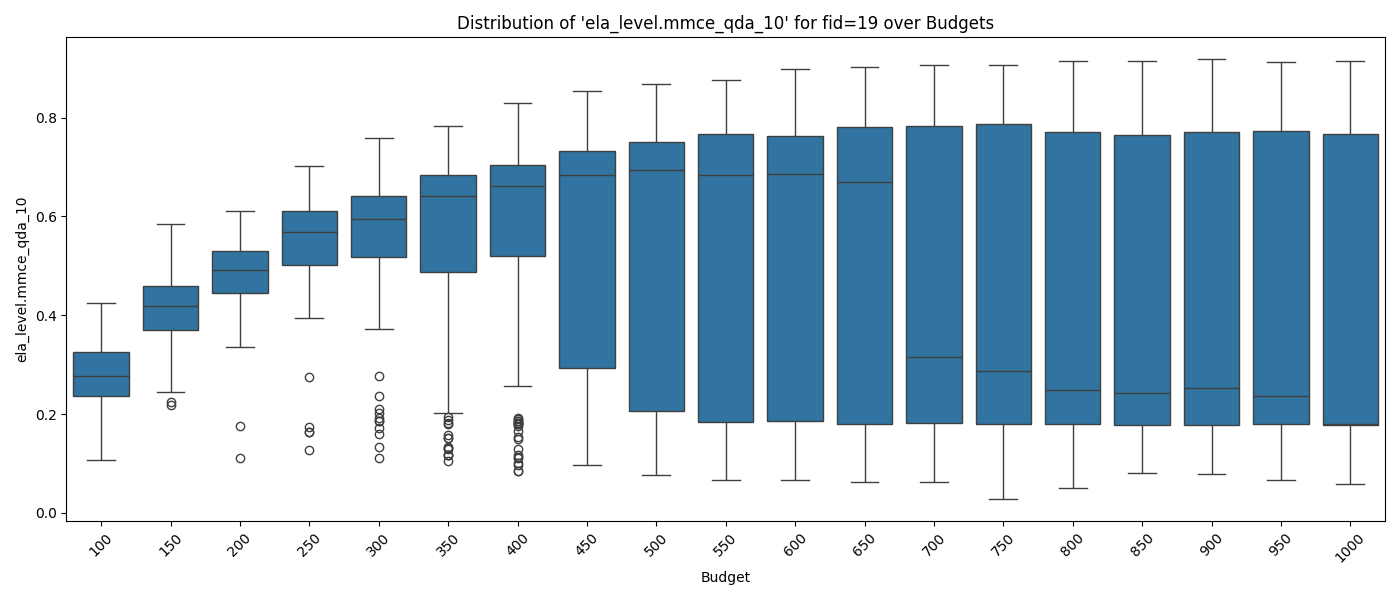 Distribution of 'ela_level.mmce_qda_10' for fid=19 over Budgets
ela_level.mmce_qda_10
0.8
0.6
0.4
0.2
0.0
100 150 200 250 300 350 400 450 500 550 600 650 700 750 800 850 900 950 1000
Budget